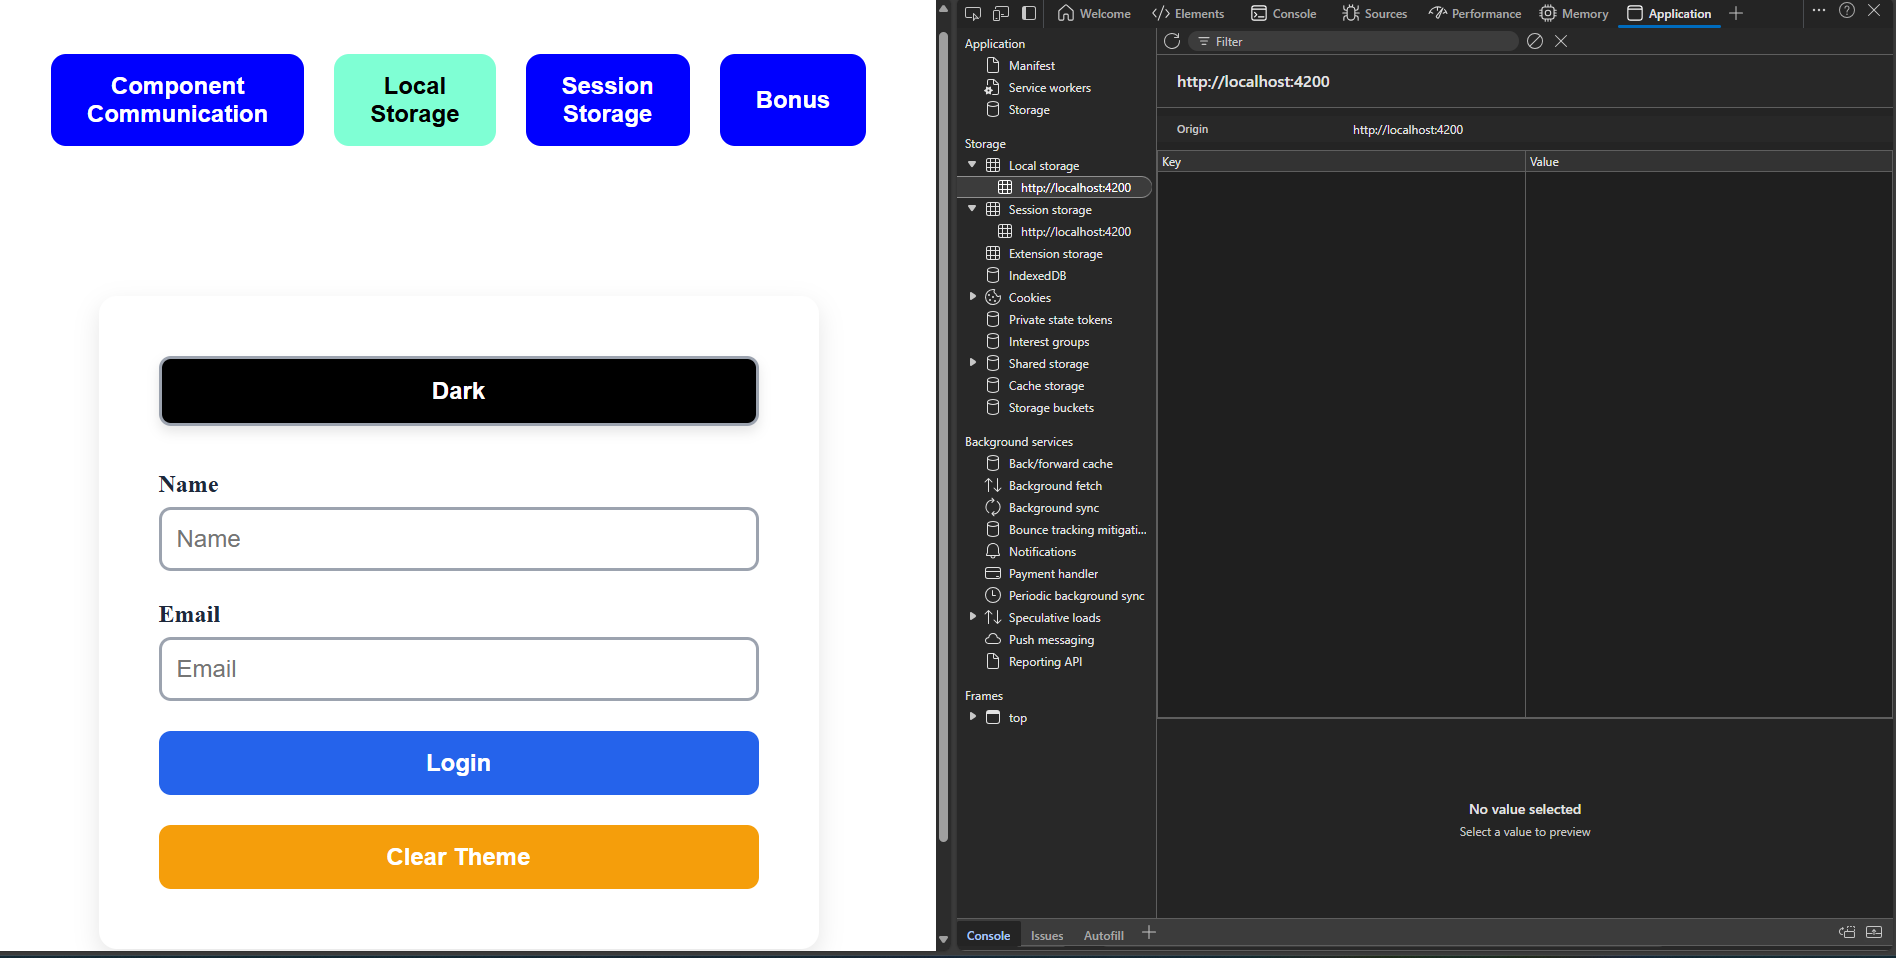 Component
Communication
Local
Storage
Session
Storage
Bonus
Dark
Name
Name
Email
Email
Login
Clear Theme
Welcome
Elements
Console
Sources
Performance
Memory
Application
Application
Manifest
Service workers
Storage
Storage
Local storage
http://localhost:4200
Session storage
http://localhost:4200
Extension storage
IndexedDB
Cookies
Private state tokens
Interest groups
Shared storage
Cache storage
Storage buckets
Background services
Back/forward cache
Background fetch
Background sync
Bounce tracking mitigati...
Notifications
Payment handler
Periodic background sync
Speculative loads
Push messaging
Reporting API
Frames
top
Filter
http://localhost:4200
Origin http://localhost:4200
Key Value
No value selected
Select a value to preview
Console Issues Autofill